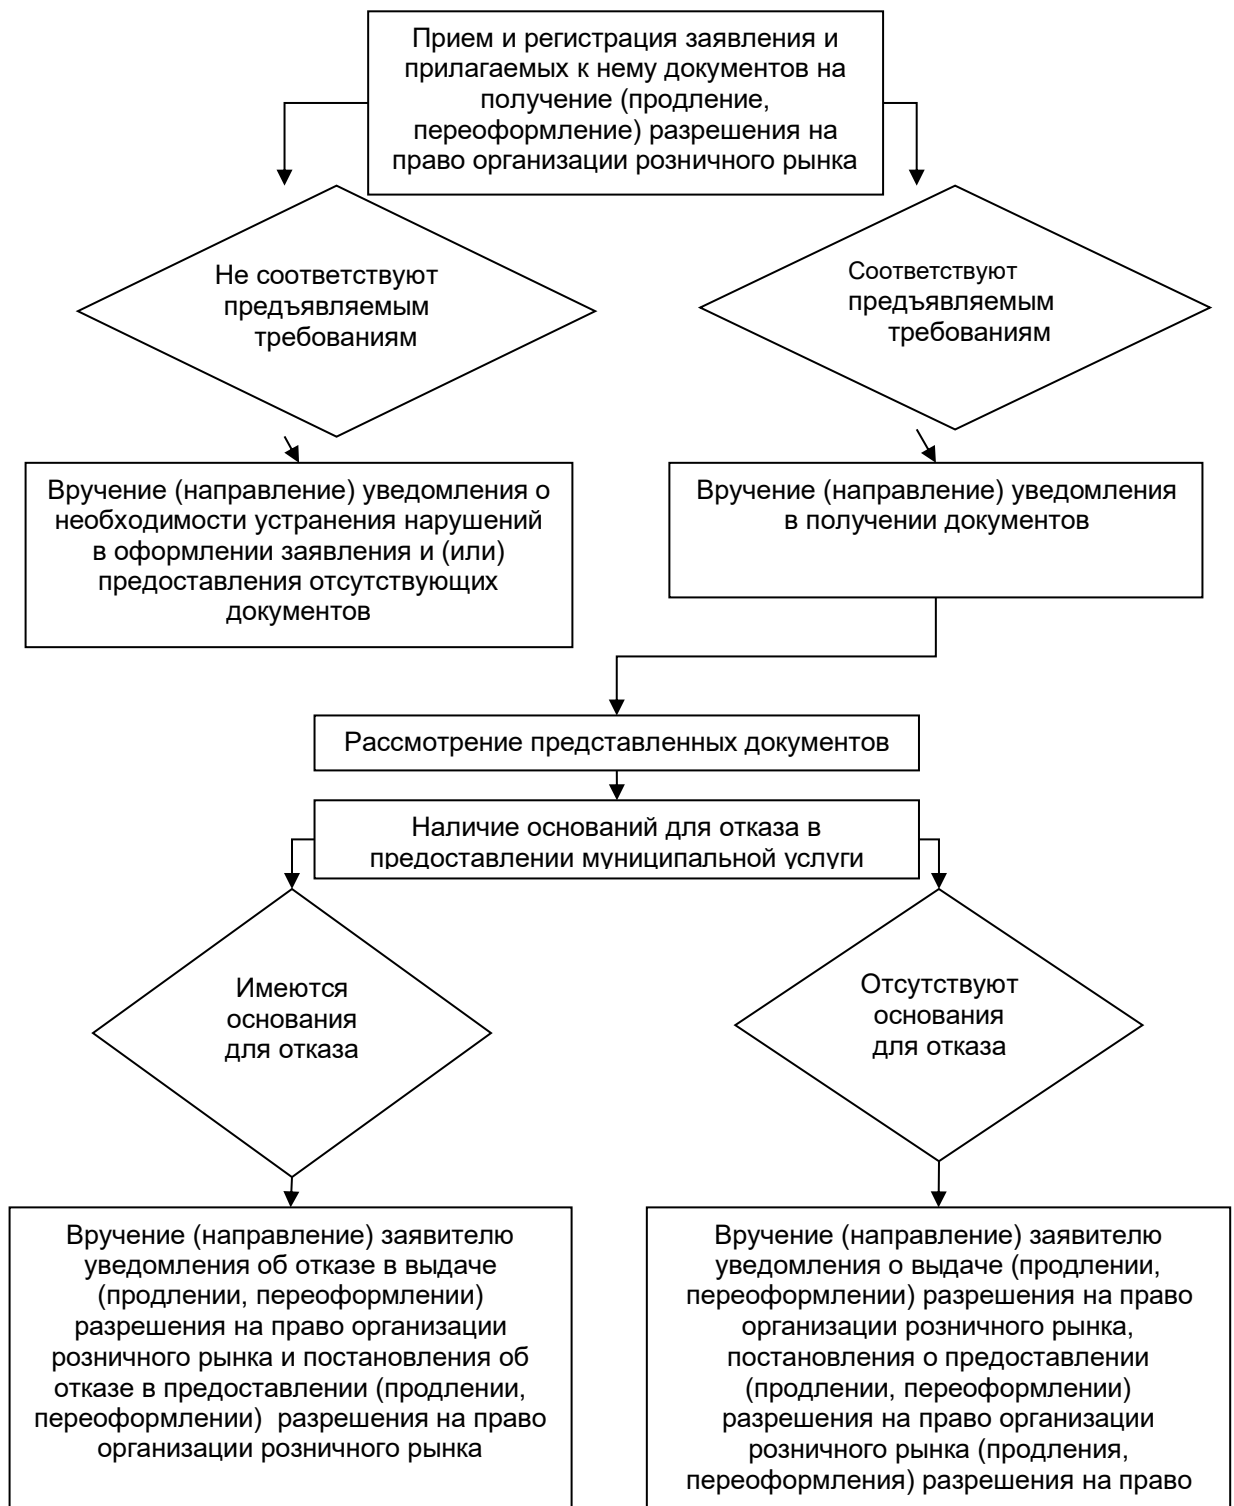 Прием и регистрация заявления и
прилагаемых к нему документов на
получение (продление,
переоформление) разрешения на
право организации розничного рынка
Не соответствуют
предъявляемым
требованиям
Соответствуют
предъявляемым
требованиям
Вручение (направление) уведомления о
необходимости устранения нарушений
в оформлении заявления и (или)
предоставления отсутствующих
документов
Вручение (направление) уведомления
в получении документов
Рассмотрение представленных документов
Наличие оснований для отказа в
предоставлении муниципальной услуги
Имеются
основания
для отказа
Отсутствуют
основания
для отказа
Вручение (направление) заявителю
уведомления об отказе в выдаче
(продлении, переоформлении)
разрешения на право организации
розничного рынка и постановления об
отказе в предоставлении (продлении,
переоформлении) разрешения на право
организации розничного рынка
Вручение (направление) заявителю
уведомления о выдаче (продлении,
переоформлении) разрешения на право
организации розничного рынка,
постановления о предоставлении
(продлении, переоформлении)
разрешения на право организации
розничного рынка (продления,
переоформления) разрешения на право